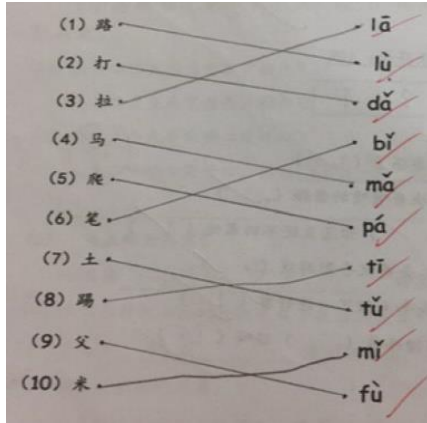 (1) 路 lā
(2) 打 lù
(3) 拉 dǎ
(4) 马 bǐ
(5) 爬 mǎ
(6) 笔 pá
(7) 土 tī
(8) 踢 tǔ
(9) 父 mǐ
(10) 米 fù